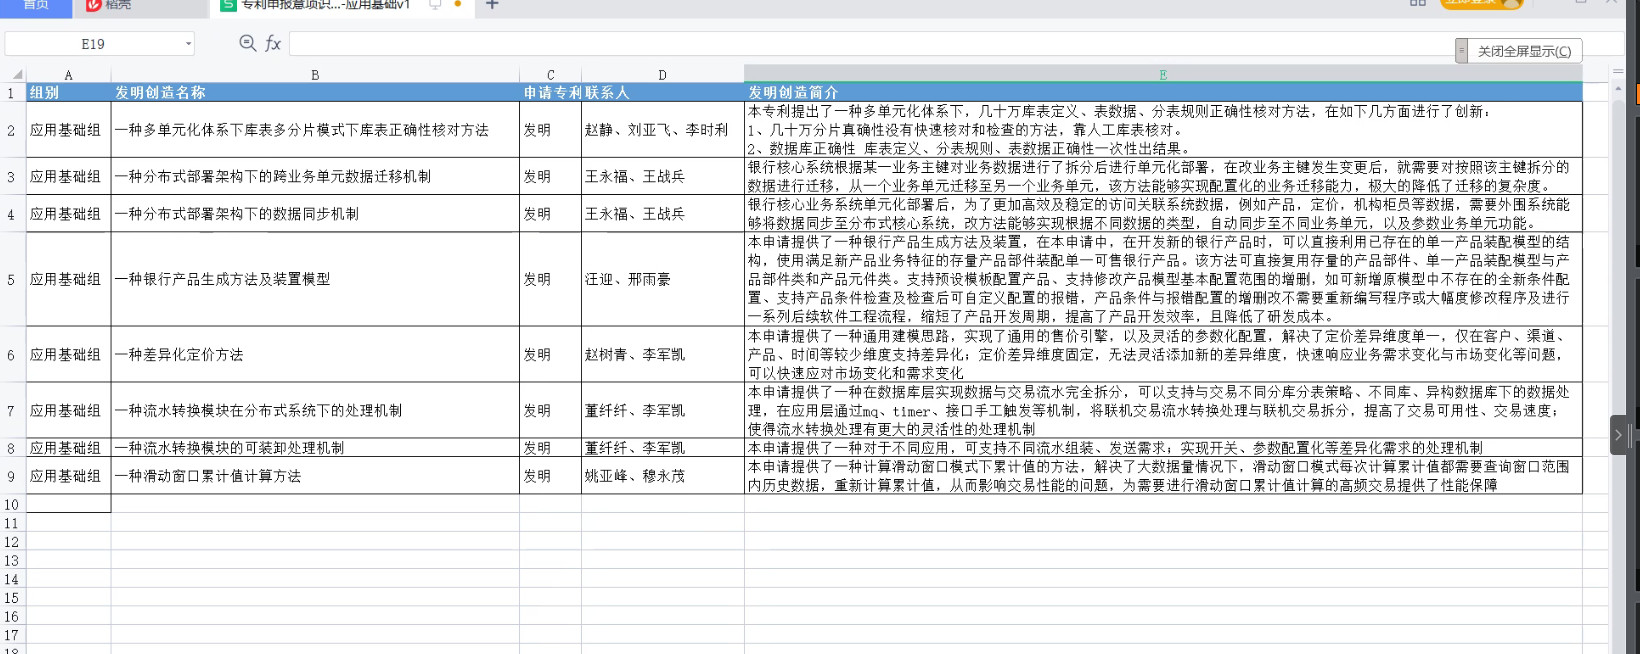 首页
稻壳
S 专利申报意项识...-应用基础v1
+
E19
fx
关闭全屏显示(C)
A B C D E
1 组别 发明创造名称 申请专利 联系人 发明创造简介
2 应用基础组 一种多单元化体系下库表多分片模式下库表正确性核对方法 发明 赵静、刘亚飞、李时利
本专利提出了一种多单元化体系下，几十万库表定义、表数据、分表规则正确性核对方法，在如下几方面进行了创新：
1、几十万分片真确性没有快速核对和检查的方法，靠人工库表核对。
2、数据库正确性 库表定义、分表规则、表数据正确性一次性出结果。
3 应用基础组 一种分布式部署架构下的跨业务单元数据迁移机制 发明 王永福、王战兵
银行核心系统根据某一业务主键对业务数据进行了拆分后进行单元化部署，在改业务主键发生变更后，就需要对按照该主键拆分的
数据进行迁移，从一个业务单元迁移至另一个业务单元，该方法能够实现配置化的业务迁移能力，极大的降低了迁移的复杂度。
4 应用基础组 一种分布式部署架构下的数据同步机制 发明 王永福、王战兵
银行核心业务系统单元化部署后，为了更加高效及稳定的访问关联系统数据，例如产品，定价，机构柜员等数据，需要外围系统能
够将数据同步至分布式核心系统，改方法能够实现根据不同数据的类型，自动同步至不同业务单元，以及参数业务单元功能。
5 应用基础组 一种银行产品生成方法及装置模型 发明 汪迎、邢雨豪
本申请提供了一种银行产品生成方法及装置，在本申请中，在开发新的银行产品时，可以直接利用已存在的单一产品装配模型的结
构，使用满足新产品业务特征的存量产品部件装配单一可售银行产品。该方法可直接复用存量的产品部件、单一产品装配模型与产
品部件类和产品元件类。支持预设模板配置产品、支持修改产品模型基本配置范围的增删，如可新增原模型中不存在的全新条件配
置、支持产品条件检查及检查后可自定义配置的报错，产品条件与报错配置的增删改不需要重新编写程序或大幅度修改程序及进行
一系列后续软件工程流程，缩短了产品开发周期，提高了产品开发效率，且降低了研发成本。
6 应用基础组 一种差异化定价方法 发明 赵树青、李军凯
本申请提供了一种通用建模思路，实现了通用的售价引擎，以及灵活的参数化配置，解决了定价差异维度单一，仅在客户、渠道、
产品、时间等较少维度支持差异化；定价差异维度固定，无法灵活添加新的差异维度，快速响应业务需求变化与市场变化等问题，
可以快速应对市场变化和需求变化
7 应用基础组 一种流水转换模块在分布式系统下的处理机制 发明 董纤纤、李军凯
本申请提供了一种在数据库层实现数据与交易流水完全拆分，可以支持与交易不同分库分表策略、不同库、异构数据库下的数据处
理，在应用层通过mq、timer、接口手工触发等机制，将联机交易流水转换处理与联机交易拆分，提高了交易可用性、交易速度；
使得流水转换处理有更大的灵活性的处理机制
8 应用基础组 一种流水转换模块的可装卸处理机制 发明 董纤纤、李军凯 本申请提供了一种对于不同应用，可支持不同流水组装、发送需求；实现开关、参数配置化等差异化需求的处理机制
9 应用基础组 一种滑动窗口累计值计算方法 发明 姚亚峰、穆永茂
本申请提供了一种计算滑动窗口模式下累计值的方法，解决了大数据量情况下，滑动窗口模式每次计算累计值都需要查询窗口范围
内历史数据，重新计算累计值，从而影响交易性能的问题，为需要进行滑动窗口累计值计算的高频交易提供了性能保障
10
11
12
13
14
15
16
17
18